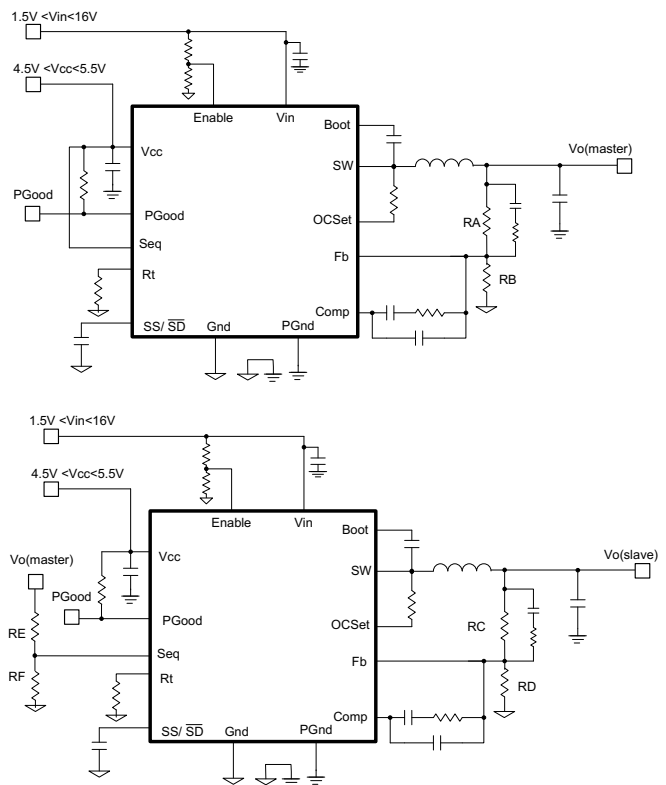 1.5V <Vin<16V
4.5V <Vcc<5.5V
Enable
Vin
Boot
Vcc
SW
Vo(master)
PGood
PGood
OCSet
RA
Seq
Fb
Rt
RB
Comp
SS/ SD
Gnd
PGnd
1.5V <Vin<16V
4.5V <Vcc<5.5V
Enable
Vin
Boot
Vo(master)
Vcc
SW
Vo(slave)
PGood
PGood
RE
OCSet
RC
Seq
Fb
RF
Rt
RD
Comp
SS/ SD
Gnd
PGnd